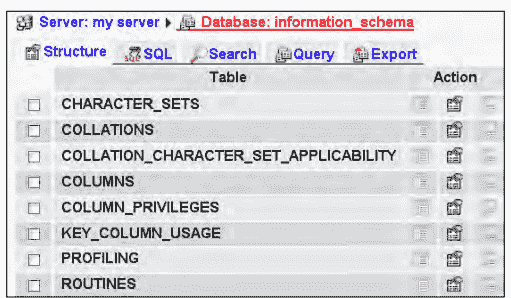 Server: my server Database: information_schema
Structure SQL Search Query Export
Table Action
CHARACTER_SETS
COLLATIONS
COLLATION_CHARACTER_SET_APPLICABILITY
COLUMNS
COLUMN_PRIVILEGES
KEY_COLUMN_USAGE
PROFILING
ROUTINES